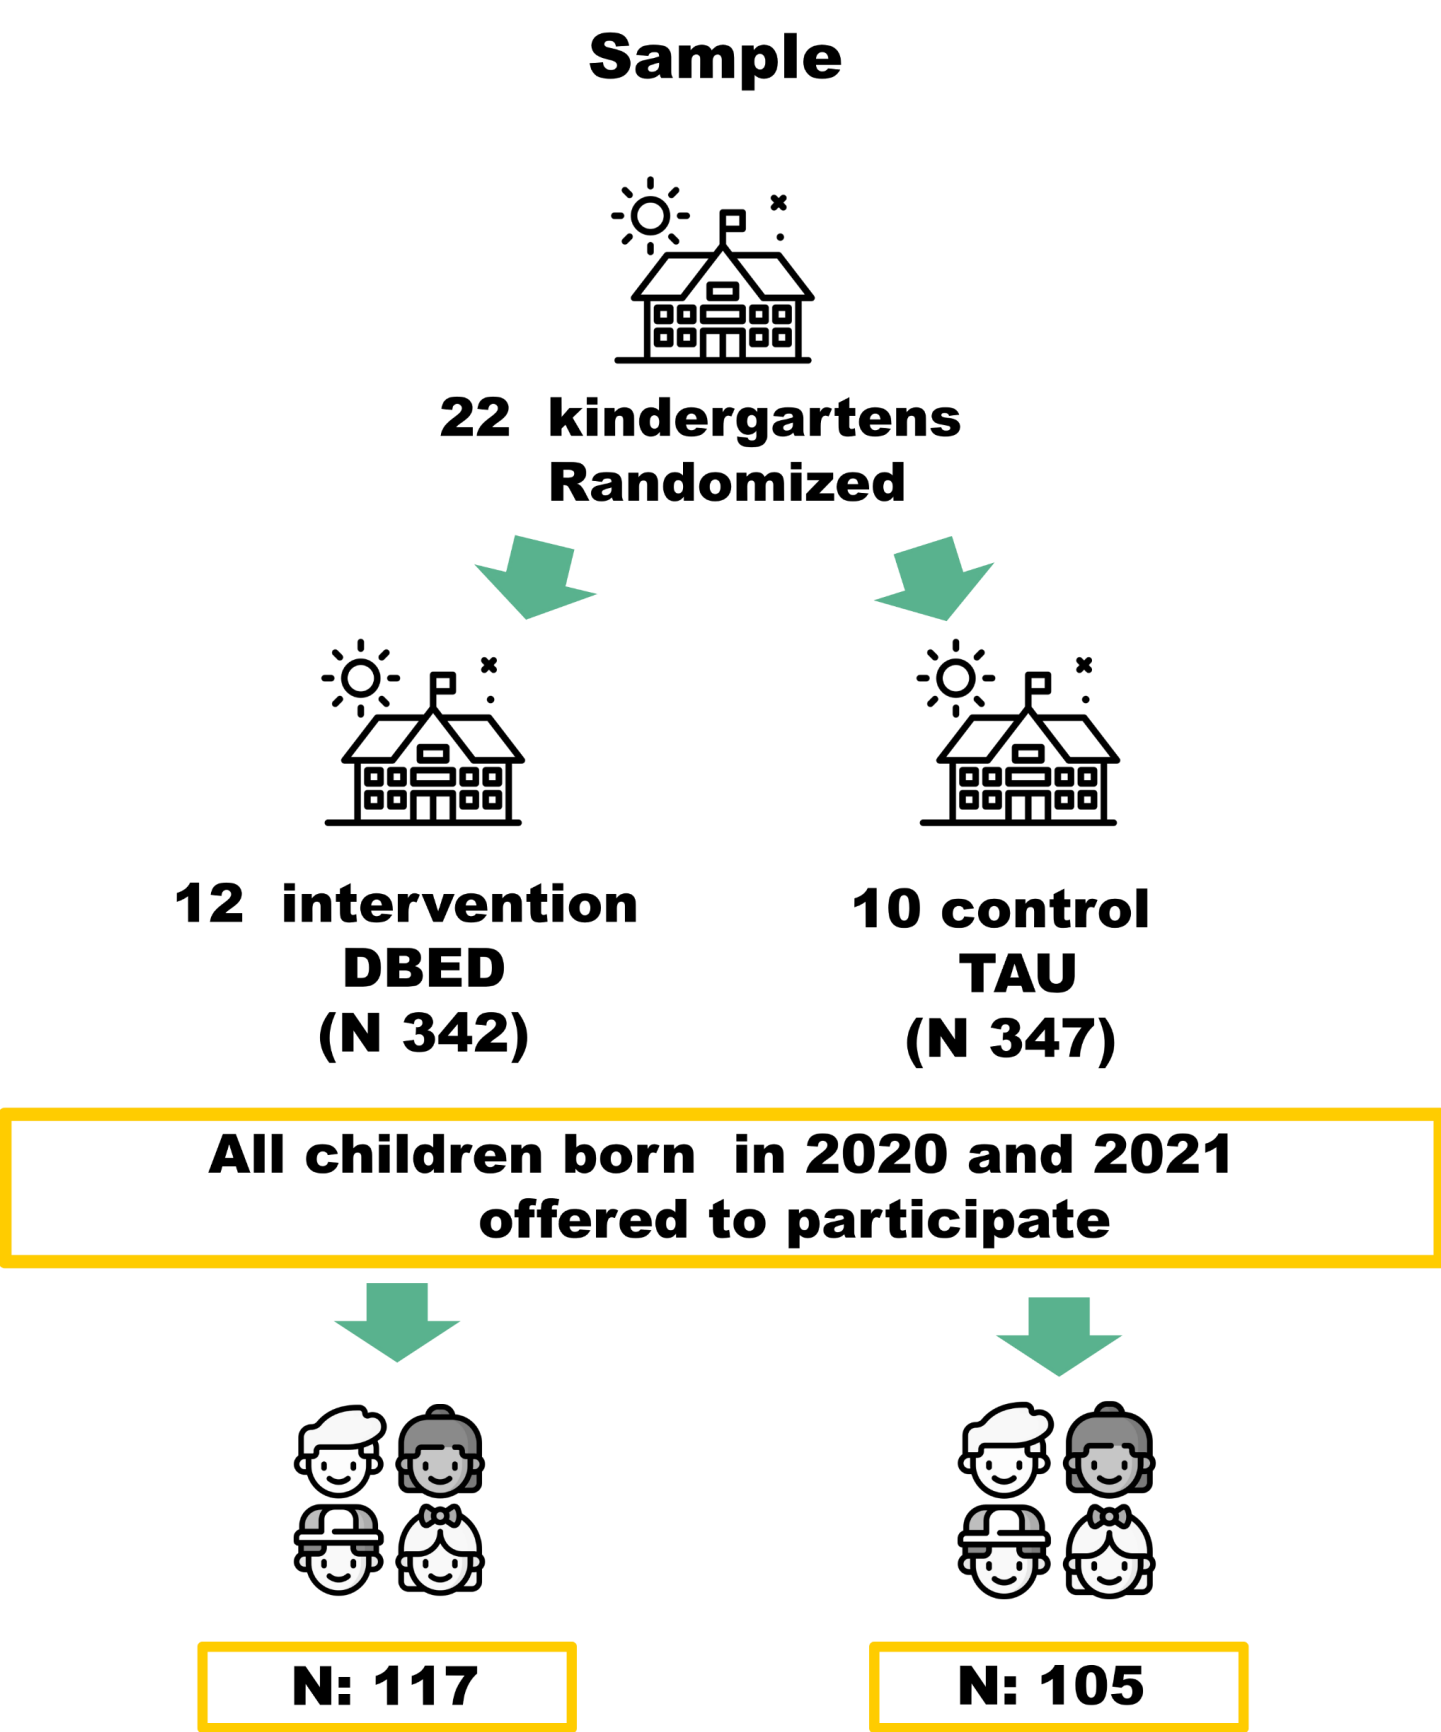 Sample
22 kindergartens
Randomized
12 intervention
DBED
(N 342)
10 control
TAU
(N 347)
All children born in 2020 and 2021
offered to participate
N: 117
N: 105